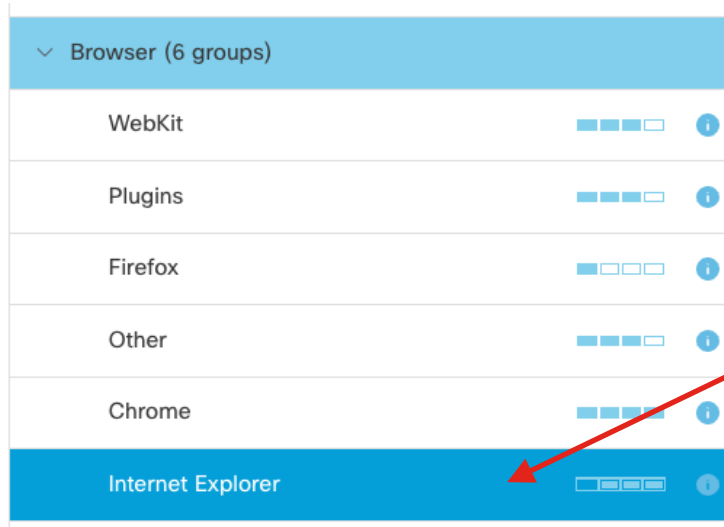 Browser (6 groups)
WebKit
Plugins
Firefox
Other
Chrome
Internet Explorer